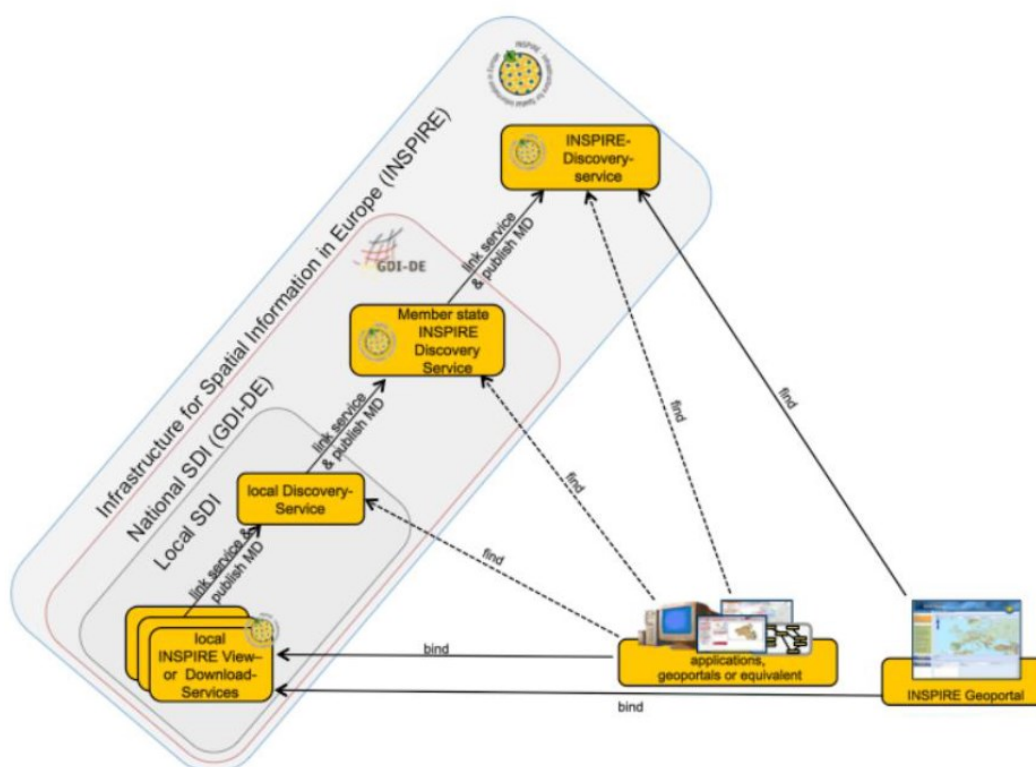 INSPIRE-
Discovery-
service
Infrastructure for Spatial Information in Europe (INSPIRE)
GDI-DE
link service
& publish MD
Member state
INSPIRE
Discovery
Service
National SDI (GDI-DE)
link service
& publish MD
find
find
find
local Discovery-
Service
Local SDI
link service &
publish MD
find
local
INSPIRE View–
or Download-
Services
bind
applications,
geoportals or equivalent
INSPIRE Geoportal
bind